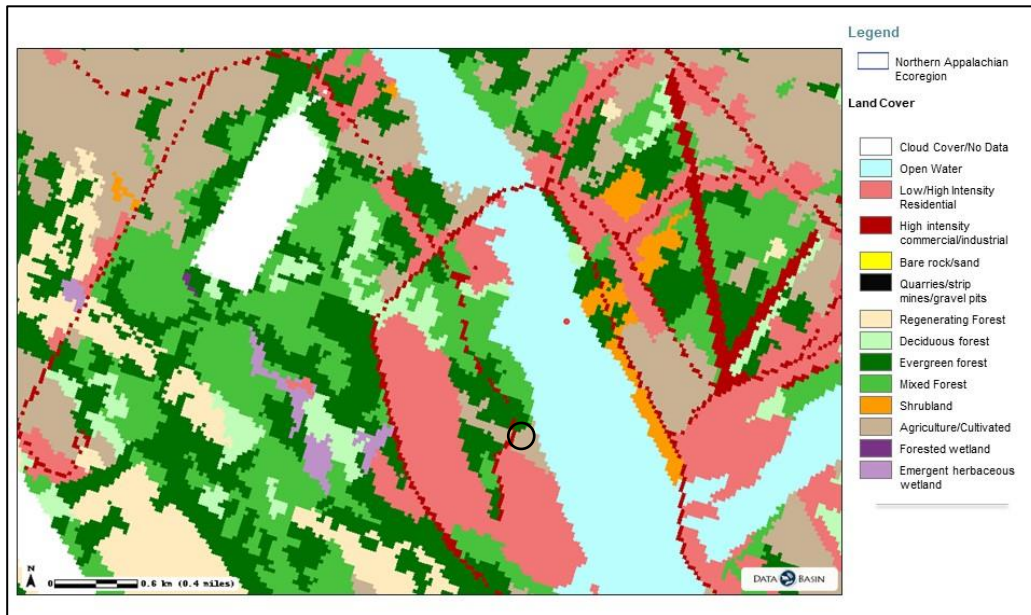 Legend
Northern Appalachian
Ecoregion
Land Cover
Cloud Cover/No Data
Open Water
Low/High Intensity
Residential
High intensity
commercial/industrial
Bare rock/sand
Quarries/strip
mines/gravel pits
Regenerating Forest
Deciduous forest
Evergreen forest
Mixed Forest
Shrubland
Agriculture/Cultivated
Forested wetland
Emergent herbaceous
wetland
N
0 0.6 km (0.4 miles)
DATA BASIN